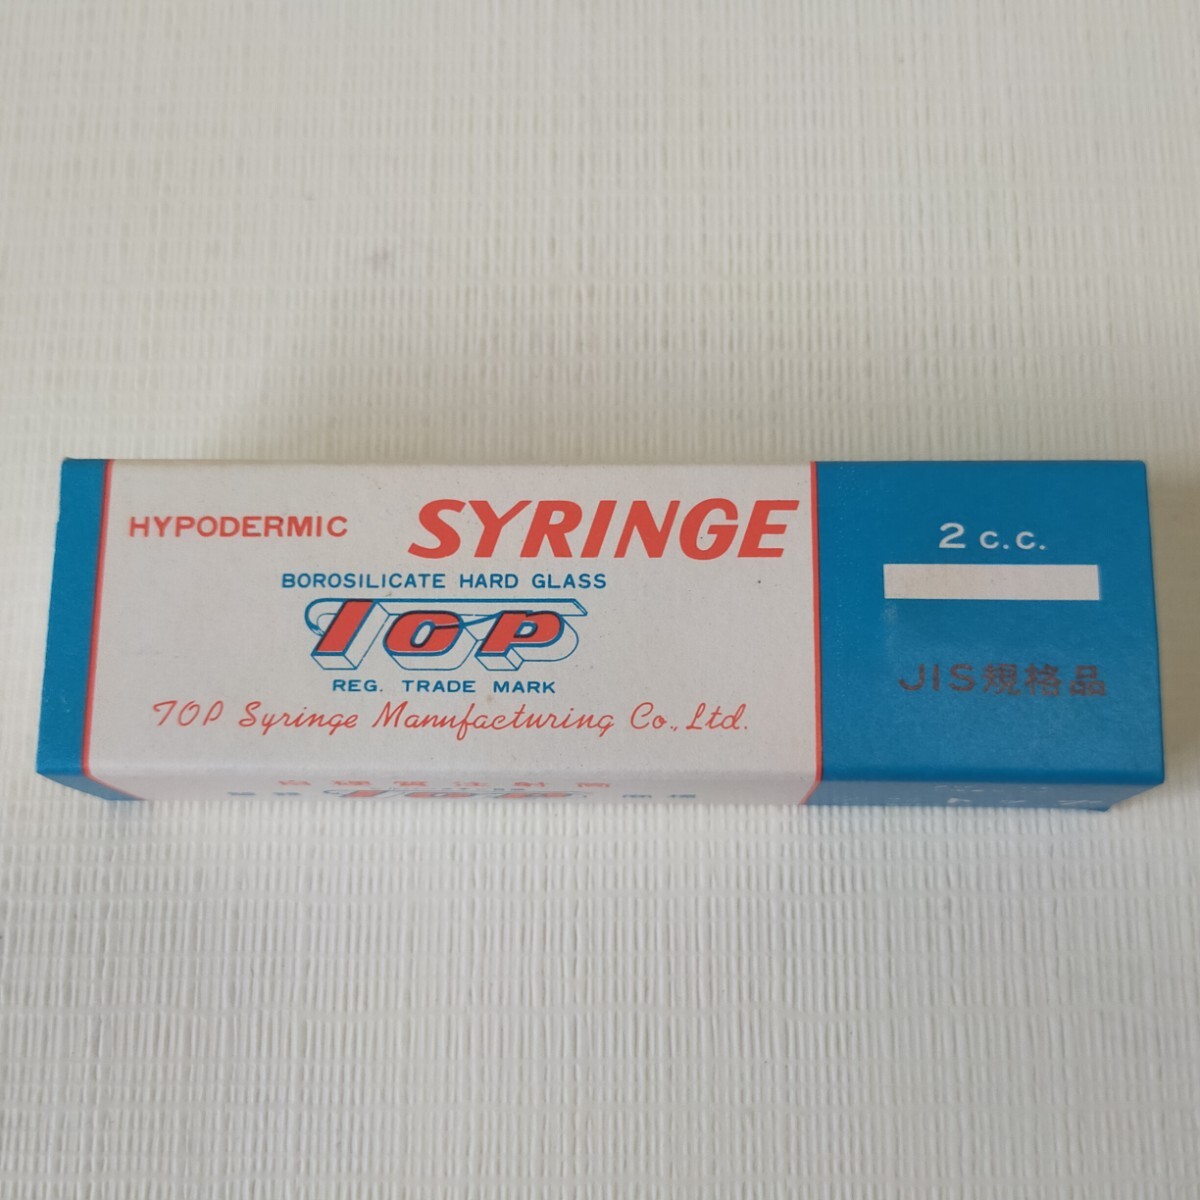 HYPODERMIC SYRINGE
BOROSILICATE HARD GLASS
TOP
REG. TRADE MARK
TOP Syringe Manufacturing Co., Ltd.
2 c.c.
JIS規格品